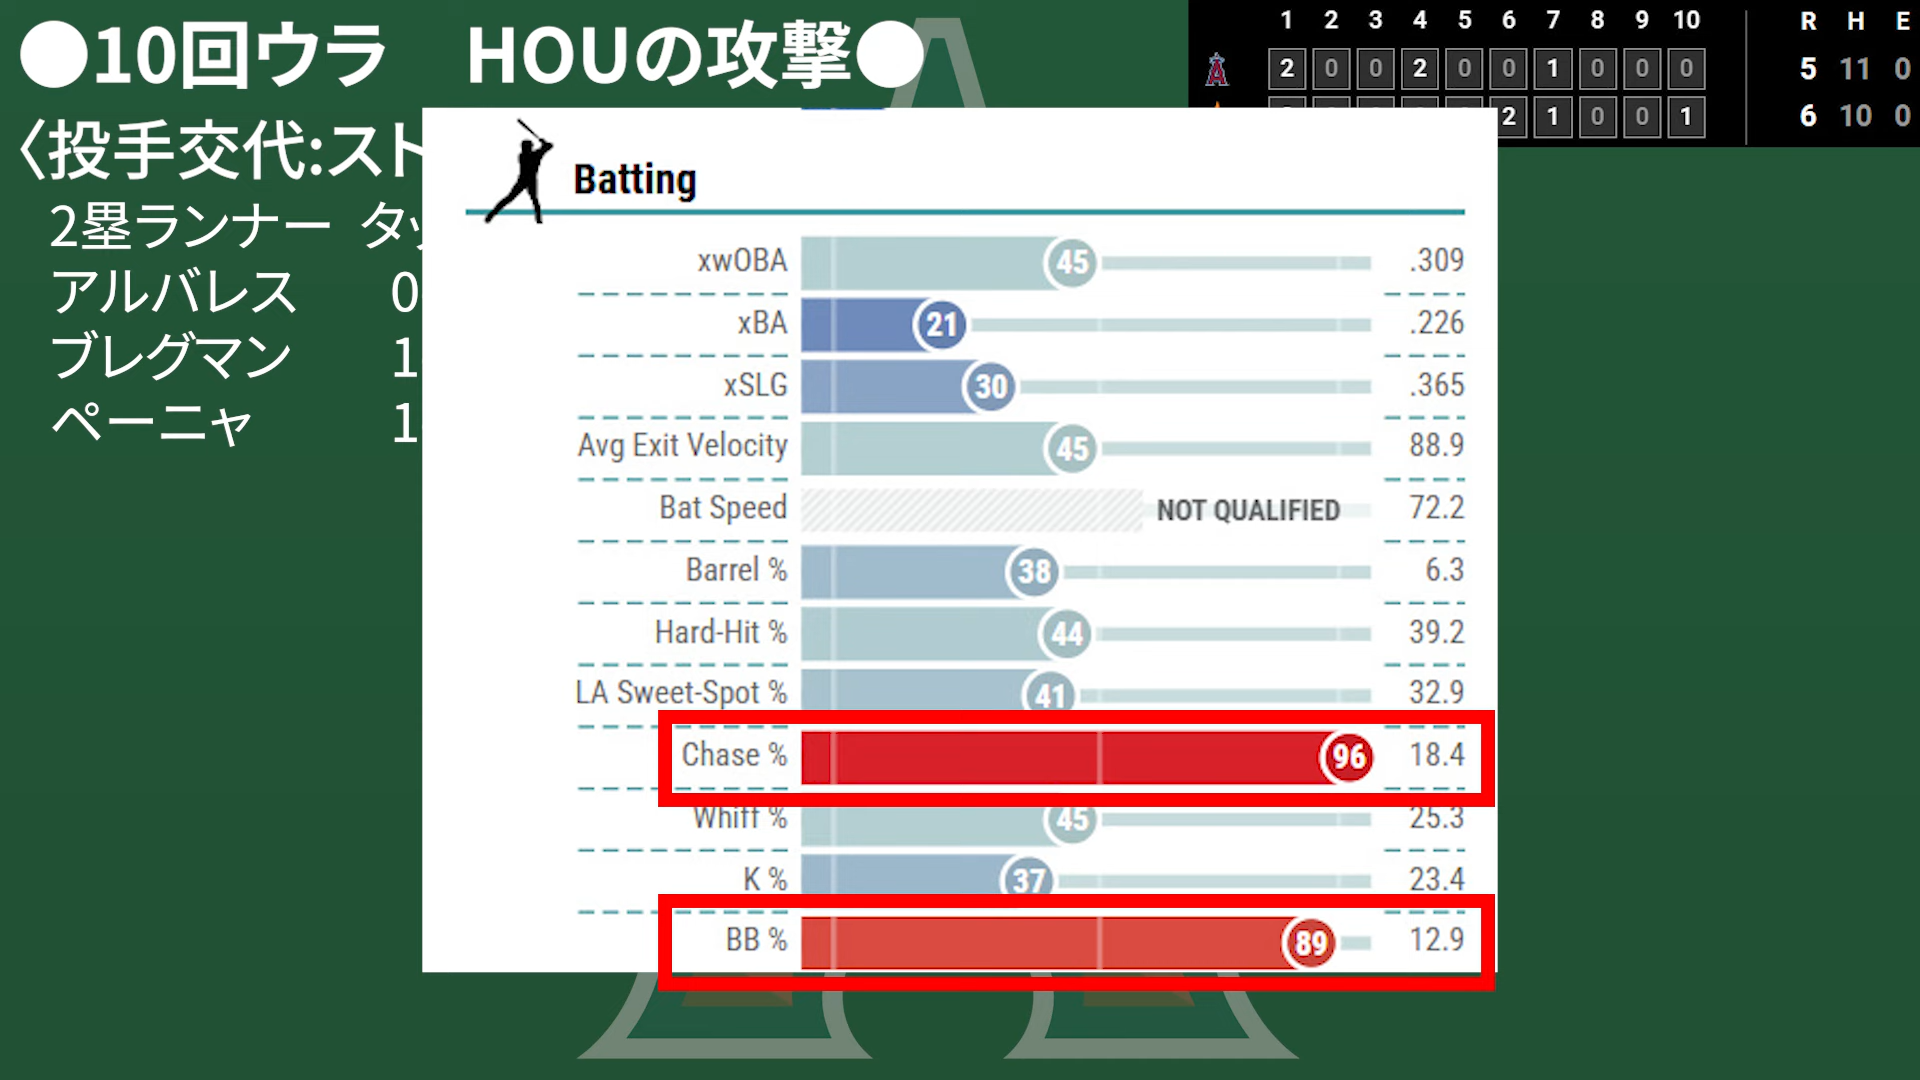 ●10回ウラ HOUの攻撃●
1 2 3 4 5 6 7 8 9 10 R H E
2 0 0 2 0 0 1 0 0 0 5 11 0
2 1 0 0 1 6 10 0
〈投手交代:スト
2塁ランナー タッ
アルバレス 0
ブレグマン 1
ペーニャ 1
Batting
xwOBA 45 .309
xBA 21 .226
xSLG 30 .365
Avg Exit Velocity 45 88.9
Bat Speed NOT QUALIFIED 72.2
Barrel % 38 6.3
Hard-Hit % 44 39.2
LA Sweet-Spot % 41 32.9
Chase % 96 18.4
Whiff % 45 25.3
K % 37 23.4
BB % 89 12.9